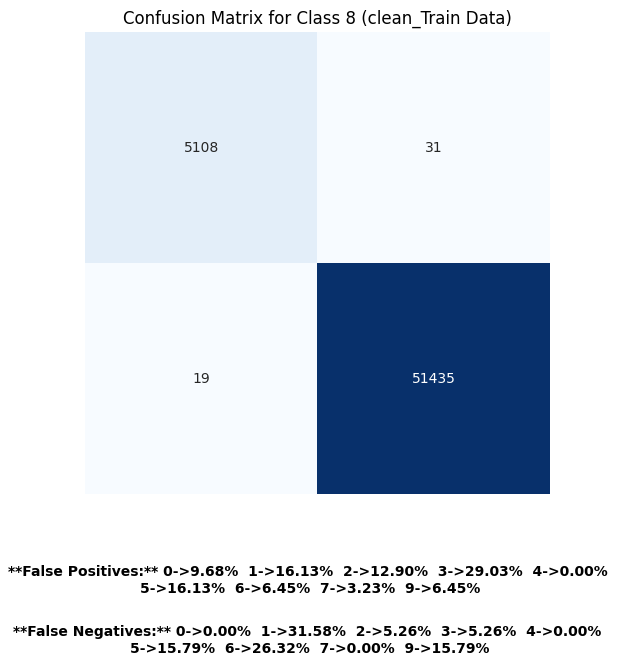 Confusion Matrix for Class 8 (clean_Train Data)
5108 31
19 51435
**False Positives:** 0->9.68%  1->16.13%  2->12.90%  3->29.03%  4->0.00%
5->16.13%  6->6.45%  7->3.23%  9->6.45%
**False Negatives:** 0->0.00%  1->31.58%  2->5.26%  3->5.26%  4->0.00%
5->15.79%  6->26.32%  7->0.00%  9->15.79%